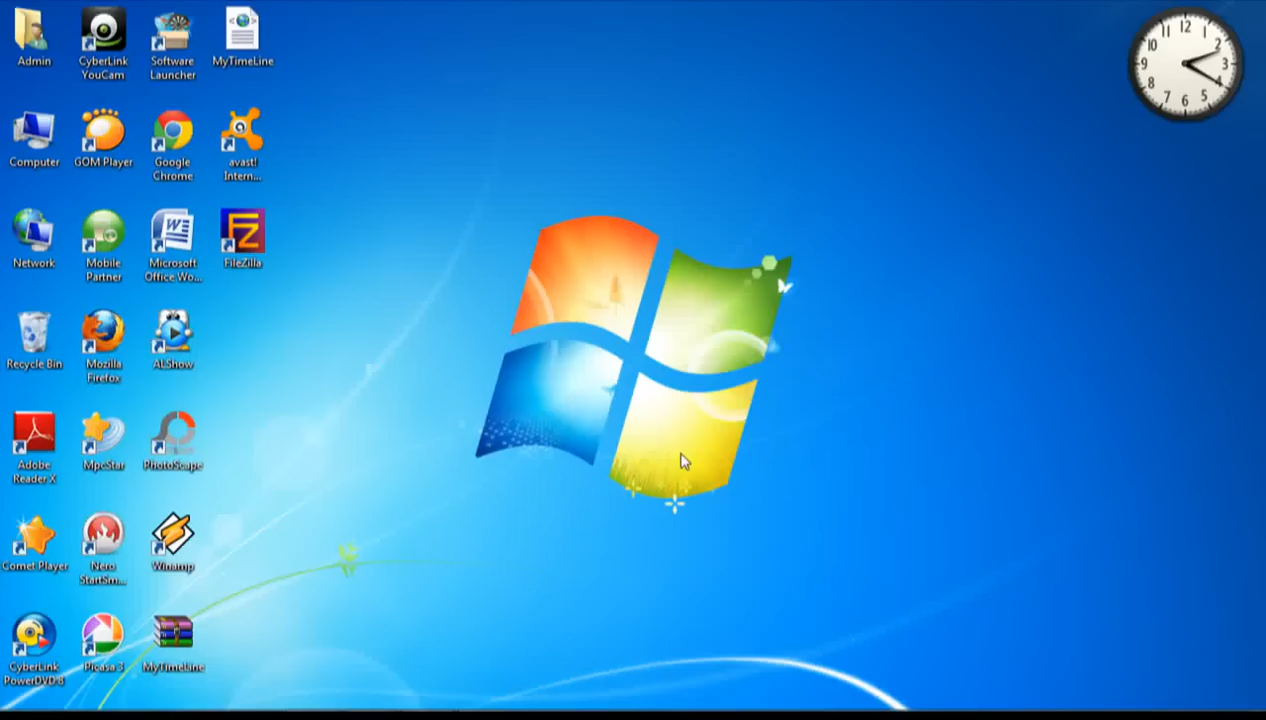 Admin
CyberLink
YouCam
Software
Launcher
MyTimeLine
Computer
GOM Player
Google
Chrome
avast!
Intern...
Network
Mobile
Partner
Microsoft
Office Wo...
FileZilla
Recycle Bin
Mozilla
Firefox
ALShow
Adobe
Reader X
MpcStar
PhotoScape
Comet Player
Nero
StartSm...
Winamp
CyberLink
PowerDVD 8
Picasa 3
MyTimeLine
12
11
10
9
8
7
6
5
4
3
2